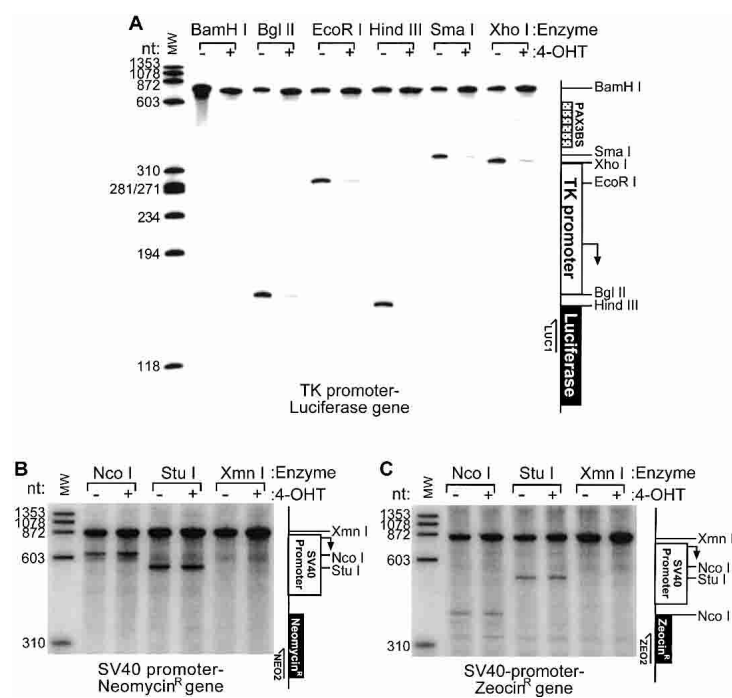 A
BamH I Bgl II EcoR I Hind III Sma I Xho I :Enzyme
nt: MW - + - + - + - + - + - + :4-OHT
1353
1078
872
603
310
281/271
234
194
118
BamH I
PAX3BS
Sma I
Xho I
EcoR I
TK promoter
Bgl II
Hind III
LUC1
Luciferase
TK promoter-
Luciferase gene
B
Nco I Stu I Xmn I :Enzyme
nt: MW - + - + - + :4-OHT
1353
1078
872
603
310
Xmn I
SV40
Promoter
Nco I
Stu I
NEO2
Neomycinᴿ
SV40 promoter-
Neomycinᴿ gene
C
Nco I Stu I Xmn I :Enzyme
nt: MW - + - + - + :4-OHT
1353
1078
872
603
310
Xmn I
SV40
Promoter
Nco I
Stu I
Nco I
ZEO2
Zeocinᴿ
SV40-promoter-
Zeocinᴿ gene